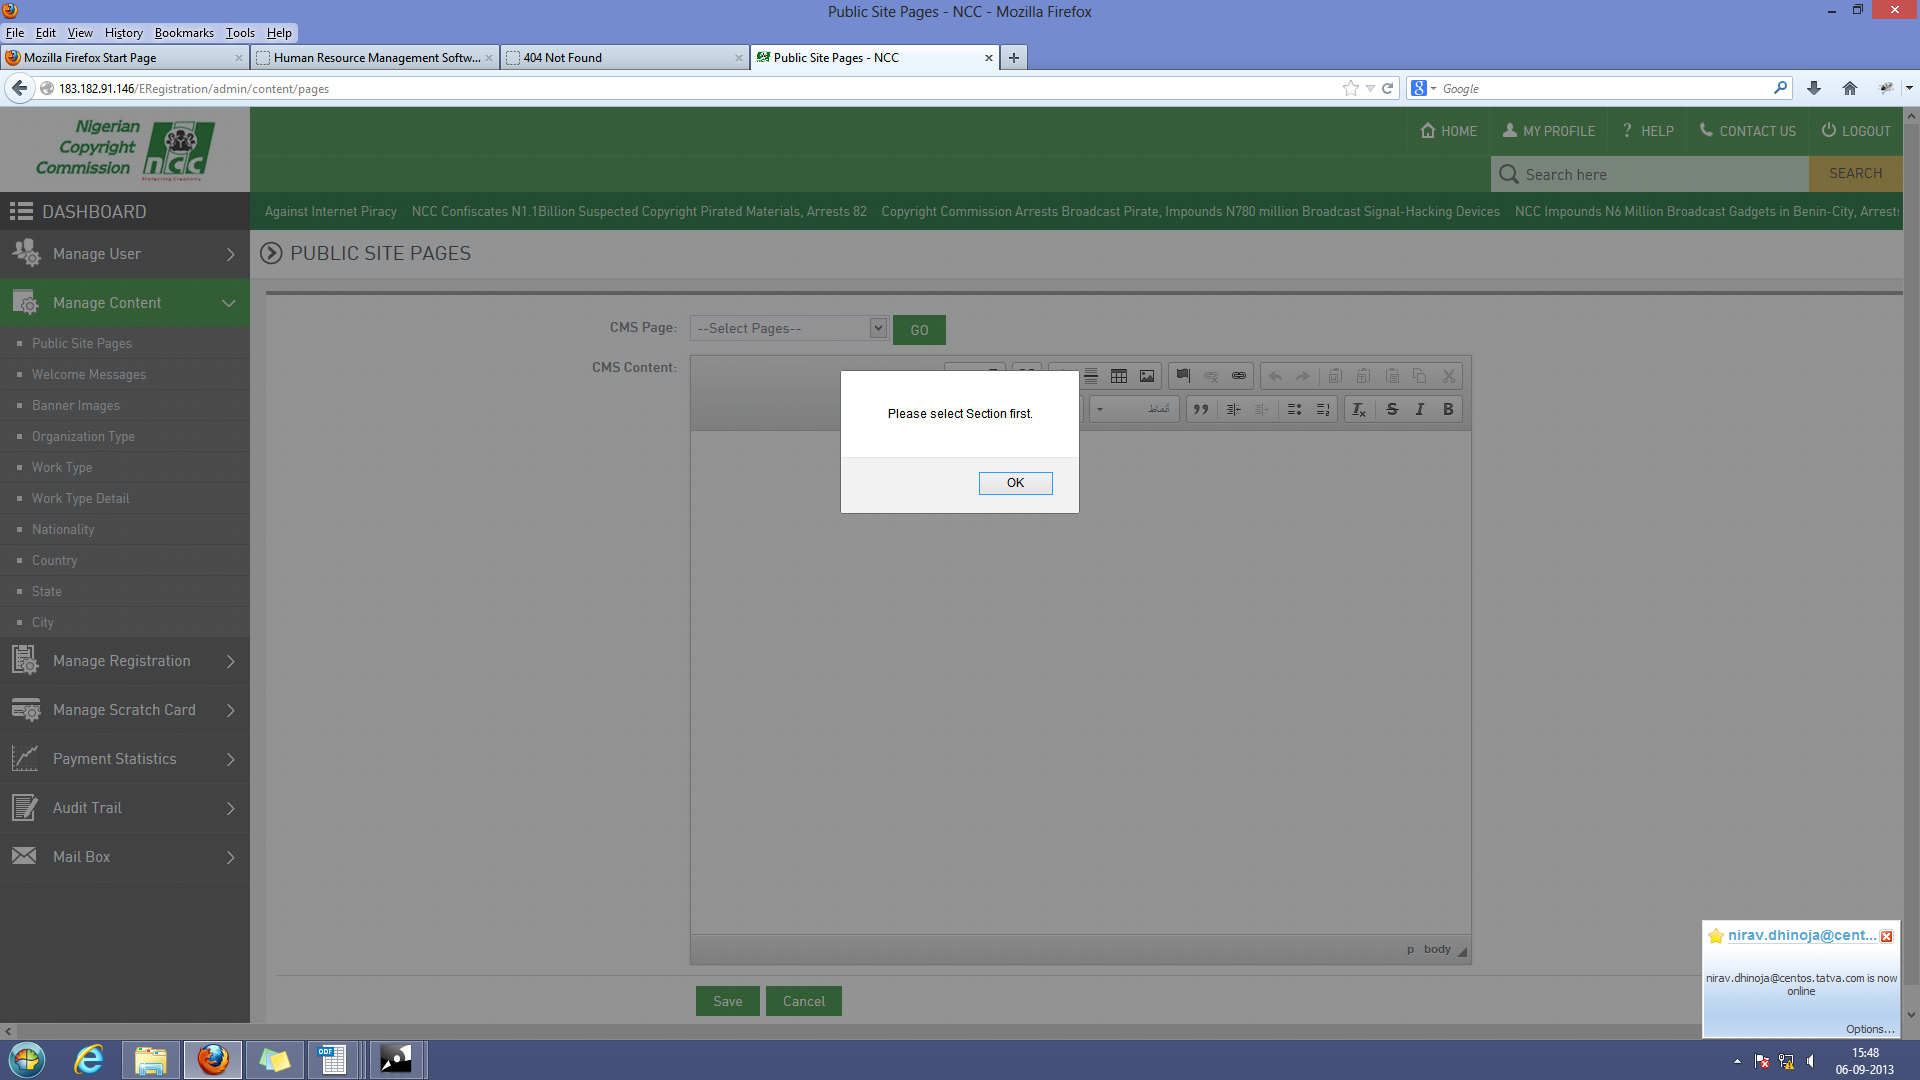 Public Site Pages - NCC - Mozilla Firefox
File Edit View History Bookmarks Tools Help
Mozilla Firefox Start Page
Human Resource Management Softw...
404 Not Found
Public Site Pages - NCC
183.182.91.146/ERegistration/admin/content/pages
Google
Nigerian
Copyright
Commission
ncc
HOME
MY PROFILE
HELP
CONTACT US
LOGOUT
Search here
SEARCH
DASHBOARD
Against Internet Piracy NCC Confiscates N1.1Billion Suspected Copyright Pirated Materials, Arrests 82 Copyright Commission Arrests Broadcast Pirate, Impounds N780 million Broadcast Signal-Hacking Devices NCC Impounds N6 Million Broadcast Gadgets in Benin-City, Arrests
Manage User
PUBLIC SITE PAGES
Manage Content
Public Site Pages
Welcome Messages
Banner Images
Organization Type
Work Type
Work Type Detail
Nationality
Country
State
City
Manage Registration
Manage Scratch Card
Payment Statistics
Audit Trail
Mail Box
CMS Page:
--Select Pages--
GO
CMS Content:
أنماط
Please select Section first.
OK
p body
Save
Cancel
nirav.dhinoja@cent...
nirav.dhinoja@centos.tatva.com is now
online
Options...
ODF
15:48
06-09-2013